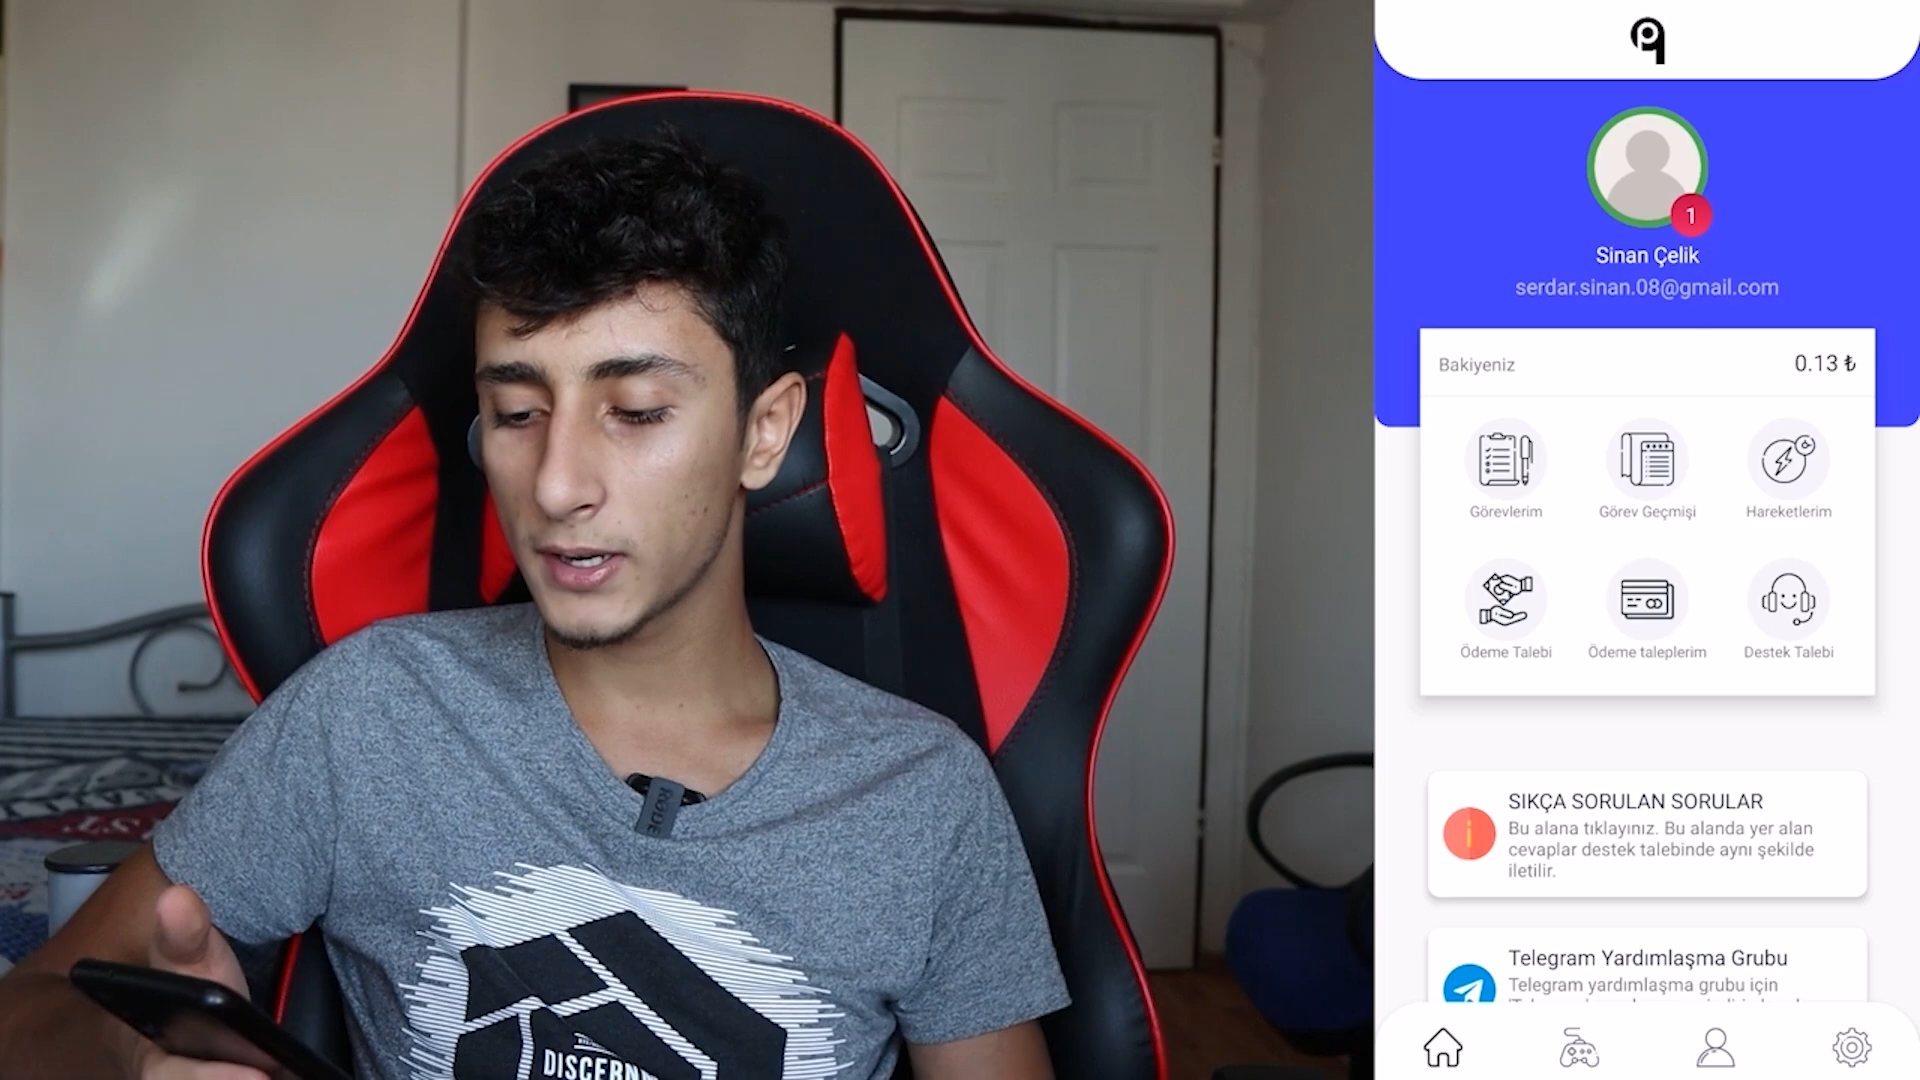 RODE
DISCERN
1
Sinan Çelik
serdar.sinan.08@gmail.com
Bakiyeniz
0.13 ₺
Görevlerim
Görev Geçmişi
Hareketlerim
Ödeme Talebi
Ödeme taleplerim
Destek Talebi
SIKÇA SORULAN SORULAR
Bu alana tıklayınız. Bu alanda yer alan
cevaplar destek talebinde aynı şekilde
iletilir.
Telegram Yardımlaşma Grubu
Telegram yardımlaşma grubu için